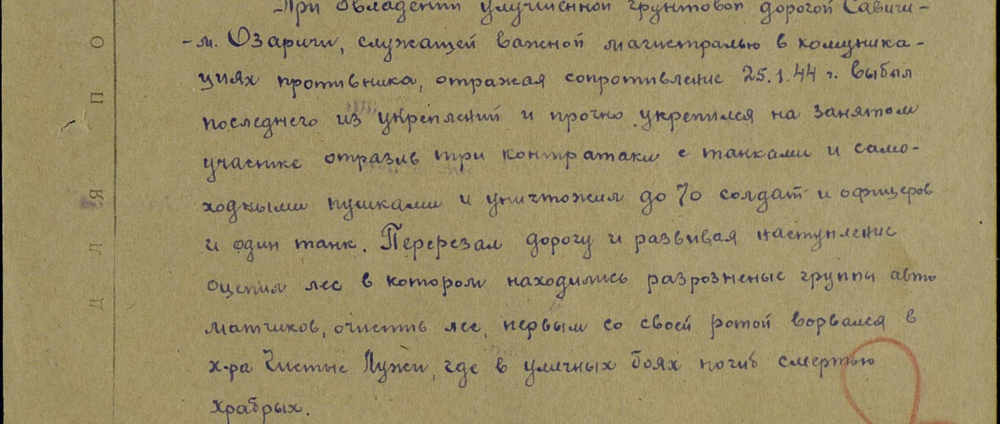 При овладении улучшенной грунтовой дорогой Савичи -
- м. Озаричи, служащей важной магистралью в комуника -
циях противника, отражая сопротивление 25.1.44 г. выбил
последнего из укреплений и прочно укрепился на занятом
участке отразив три контратаки с танками и само-
ходными пушками и уничтожил до 70 солдат и офицеров
и один танк. Перерезал дорогу и развивая наступление
оцепил лес в котором находились разрозненые группы авто
матчиков, очистив лес, первым со своей ротой ворвался в
х-ра Чистые Лужи, где в уличных боях погиб смертью
храбрых.
Д Л Я П О